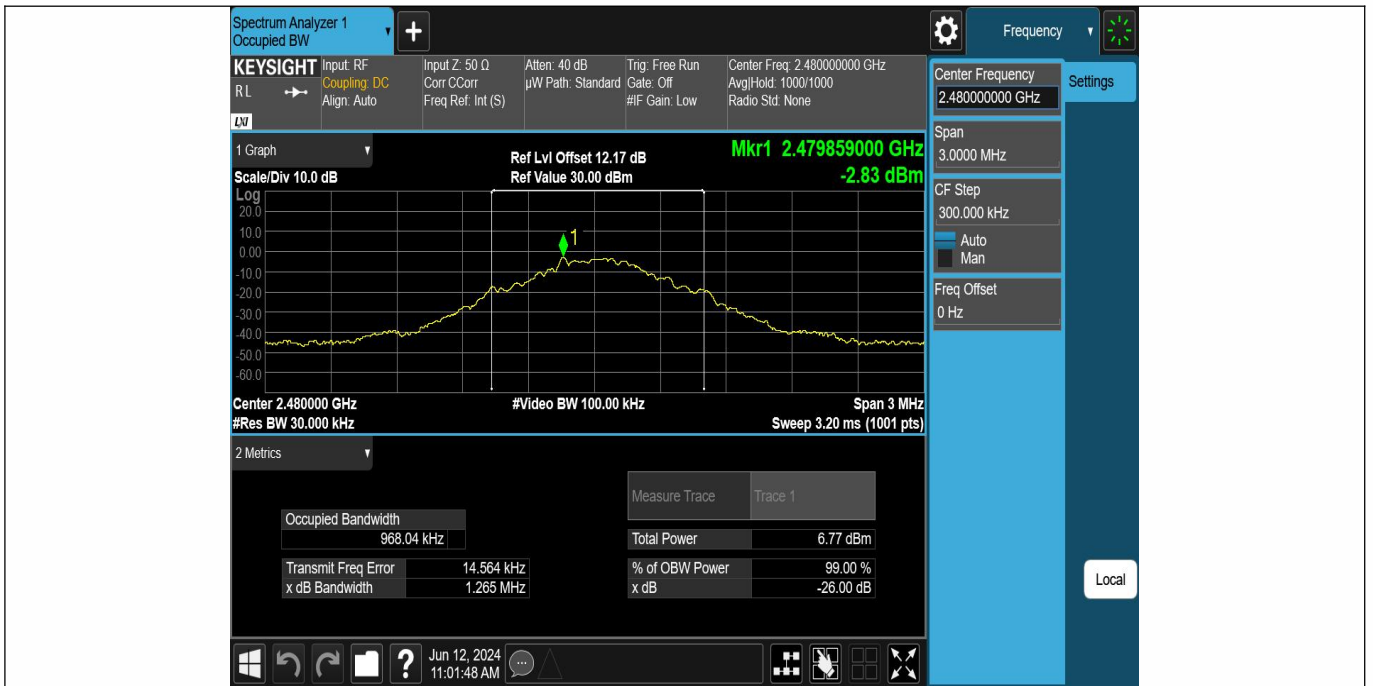 Spectrum Analyzer 1
Occupied BW
+
Frequency
KEYSIGHT
RL
LXI
Input: RF
Coupling: DC
Align: Auto
Input Z: 50 Ω
Corr CCorr
Freq Ref: Int (S)
Atten: 40 dB
µW Path: Standard
Trig: Free Run
Gate: Off
#IF Gain: Low
Center Freq: 2.480000000 GHz
Avg|Hold: 1000/1000
Radio Std: None
Center Frequency
2.480000000 GHz
Settings
Span
3.0000 MHz
CF Step
300.000 kHz
Auto
Man
Freq Offset
0 Hz
Local
1 Graph
Scale/Div 10.0 dB
Ref Lvl Offset 12.17 dB
Ref Value 30.00 dBm
Mkr1 2.479859000 GHz
-2.83 dBm
Log
20.0
10.0
0.00
-10.0
-20.0
-30.0
-40.0
-50.0
-60.0
1
Center 2.480000 GHz
#Video BW 100.00 kHz
Span 3 MHz
#Res BW 30.000 kHz
Sweep 3.20 ms (1001 pts)
2 Metrics
Measure Trace Trace 1
Occupied Bandwidth
968.04 kHz
Total Power 6.77 dBm
Transmit Freq Error 14.564 kHz
% of OBW Power 99.00 %
x dB Bandwidth 1.265 MHz
x dB -26.00 dB
?
Jun 12, 2024
11:01:48 AM